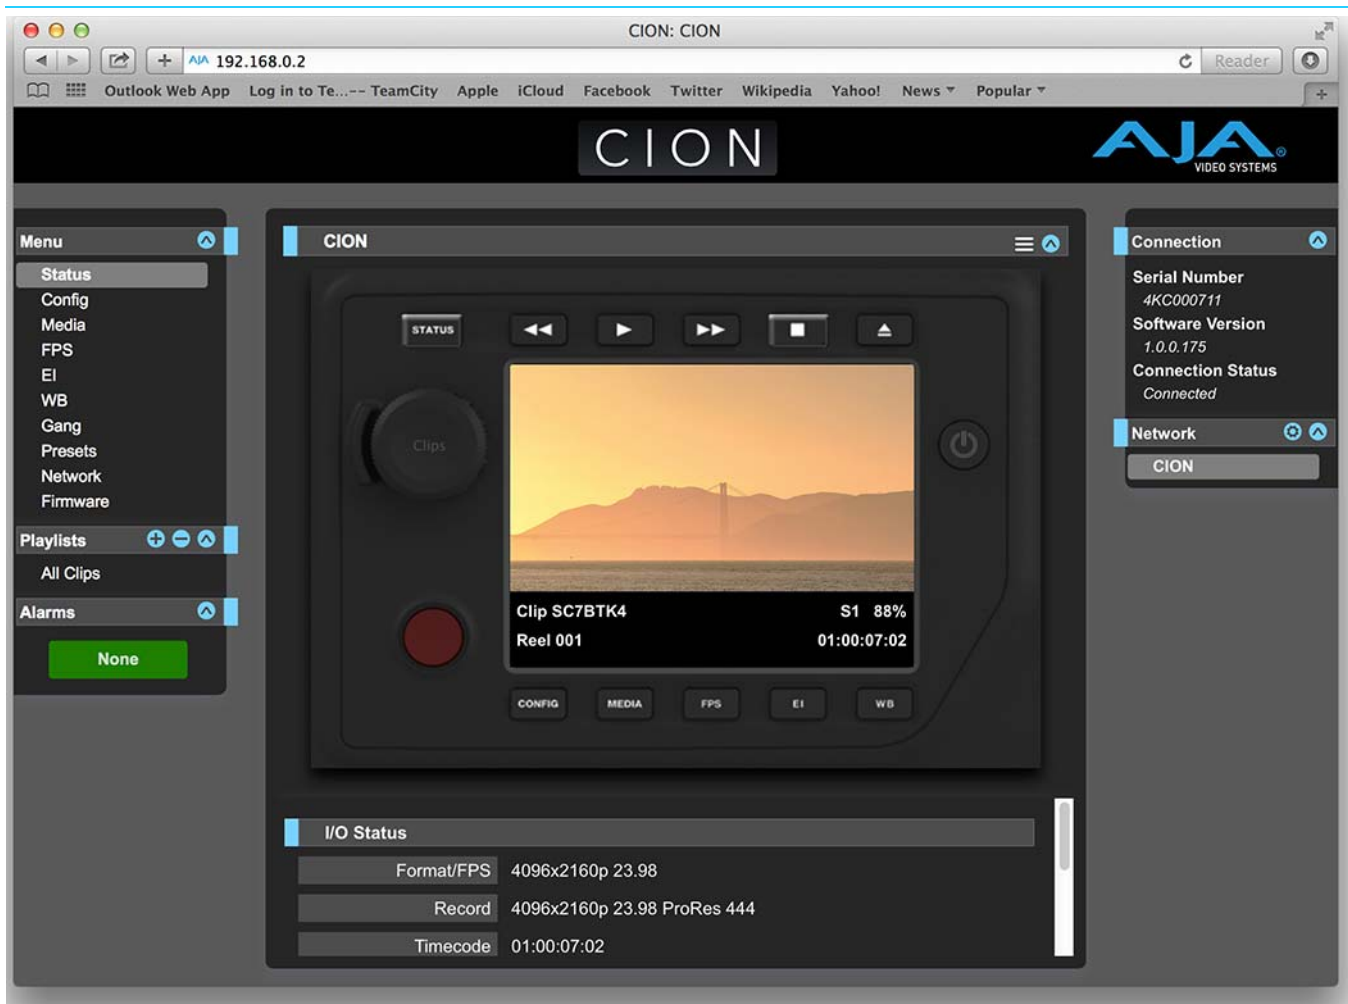 CION: CION
AJA 192.168.0.2 Reader
Outlook Web App Log in to Te...-- TeamCity Apple iCloud Facebook Twitter Wikipedia Yahoo! News Popular
CION
AJA®
VIDEO SYSTEMS
Menu
Status
Config
Media
FPS
EI
WB
Gang
Presets
Network
Firmware
Playlists
All Clips
Alarms
None
CION
STATUS
Clips
Clip SC7BTK4 S1 88%
Reel 001 01:00:07:02
CONFIG MEDIA FPS EI WB
I/O Status
Format/FPS 4096x2160p 23.98
Record 4096x2160p 23.98 ProRes 444
Timecode 01:00:07:02
Connection
Serial Number
4KC000711
Software Version
1.0.0.175
Connection Status
Connected
Network
CION